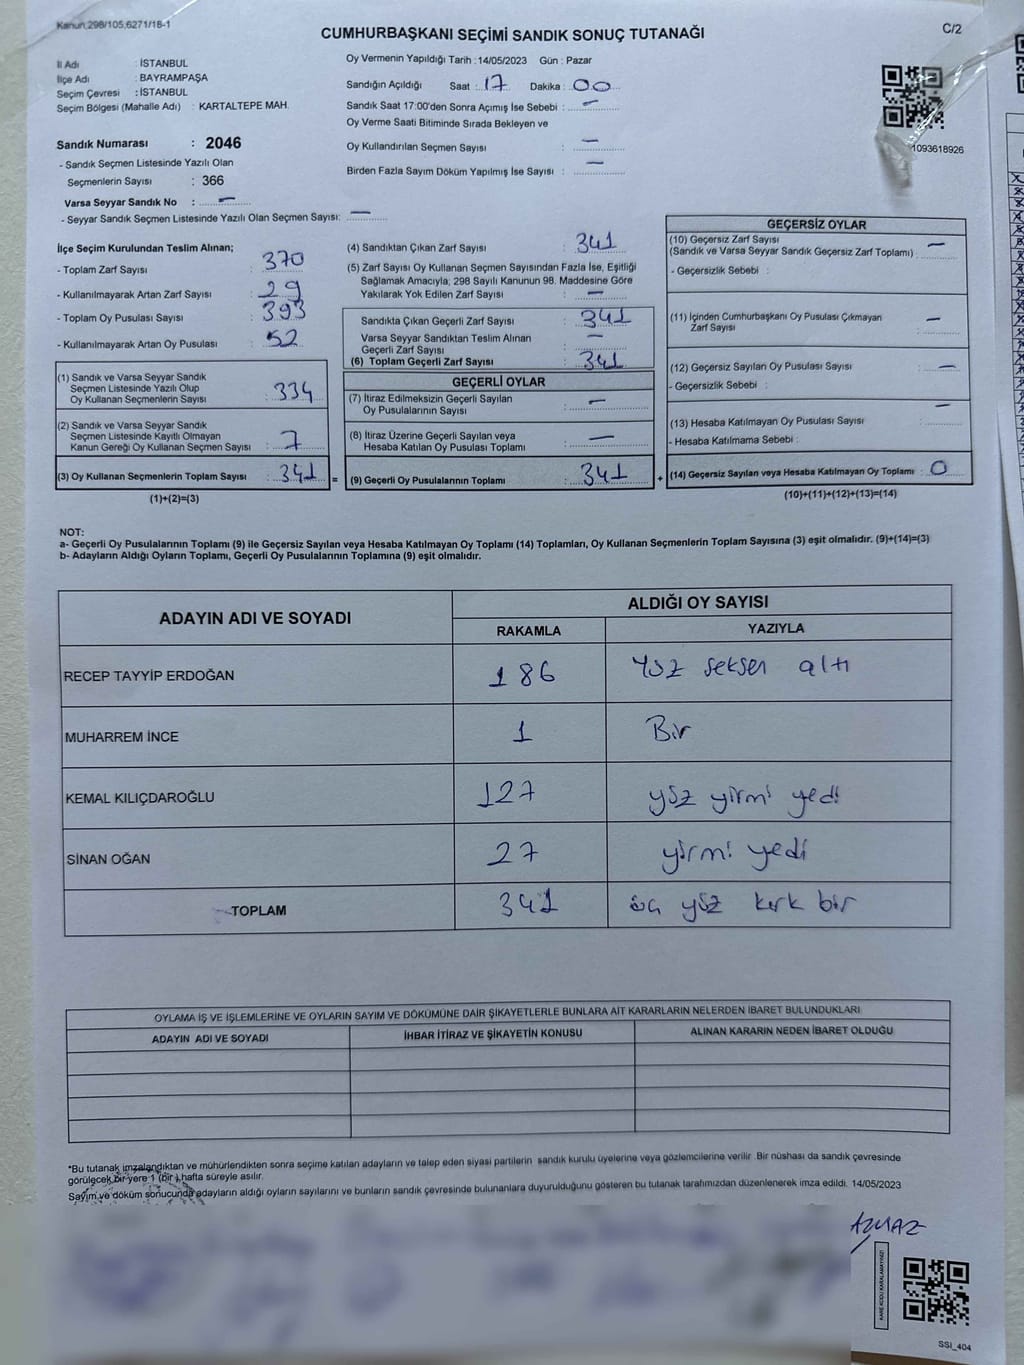 Kanun,298/105,6271/18-1
CUMHURBAŞKANI SEÇİMİ SANDIK SONUÇ TUTANAĞI
C/2
İl Adı : İSTANBUL
İlçe Adı : BAYRAMPAŞA
Seçim Çevresi : İSTANBUL
Seçim Bölgesi (Mahalle Adı) : KARTALTEPE MAH.
Sandık Numarası : 2046
- Sandık Seçmen Listesinde Yazılı Olan
Seçmenlerin Sayısı : 366
Varsa Seyyar Sandık No : —
- Seyyar Sandık Seçmen Listesinde Yazılı Olan Seçmen Sayısı: —
Oy Vermenin Yapıldığı Tarih : 14/05/2023 Gün : Pazar
Sandığın Açıldığı Saat : 17 Dakika : 00
Sandık Saat 17:00'den Sonra Açımış İse Sebebi : —
Oy Verme Saati Bitiminde Sırada Bekleyen ve
Oy Kullandırılan Seçmen Sayısı : —
Birden Fazla Sayım Döküm Yapılmış İse Sayısı : —
1093618926
İlçe Seçim Kurulundan Teslim Alınan;
- Toplam Zarf Sayısı : 370
- Kullanılmayarak Artan Zarf Sayısı : 29
- Toplam Oy Pusulası Sayısı : 393
- Kullanılmayarak Artan Oy Pusulası : 52
(1) Sandık ve Varsa Seyyar Sandık
Seçmen Listesinde Yazılı Olup
Oy Kullanan Seçmenlerin Sayısı : 334
(2) Sandık ve Varsa Seyyar Sandık
Seçmen Listesinde Kayıtlı Olmayan
Kanun Gereği Oy Kullanan Seçmen Sayısı : 7
(3) Oy Kullanan Seçmenlerin Toplam Sayısı : 341
(1)+(2)=(3)
=
(4) Sandıktan Çıkan Zarf Sayısı : 341
(5) Zarf Sayısı Oy Kullanan Seçmen Sayısından Fazla İse, Eşitliği
Sağlamak Amacıyla; 298 Sayılı Kanunun 98. Maddesine Göre
Yakılarak Yok Edilen Zarf Sayısı : —
Sandıkta Çıkan Geçerli Zarf Sayısı : 341
Varsa Seyyar Sandıktan Teslim Alınan
Geçerli Zarf Sayısı : —
(6) Toplam Geçerli Zarf Sayısı : 341
GEÇERLİ OYLAR
(7) İtiraz Edilmeksizin Geçerli Sayılan
Oy Pusulalarının Sayısı : —
(8) İtiraz Üzerine Geçerli Sayılan veya
Hesaba Katılan Oy Pusulası Toplamı : —
(9) Geçerli Oy Pusulalarının Toplamı : 341
+
GEÇERSİZ OYLAR
(10) Geçersiz Zarf Sayısı
(Sandık ve Varsa Seyyar Sandık Geçersiz Zarf Toplamı) : —
- Geçersizlik Sebebi :
(11) İçinden Cumhurbaşkanı Oy Pusulası Çıkmayan
Zarf Sayısı : —
(12) Geçersiz Sayılan Oy Pusulası Sayısı : —
- Geçersizlik Sebebi :
(13) Hesaba Katılmayan Oy Pusulası Sayısı : —
- Hesaba Katılmama Sebebi :
(14) Geçersiz Sayılan veya Hesaba Katılmayan Oy Toplamı : 0
(10)+(11)+(12)+(13)=(14)
NOT:
a- Geçerli Oy Pusulalarının Toplamı (9) ile Geçersiz Sayılan veya Hesaba Katılmayan Oy Toplamı (14) Toplamları, Oy Kullanan Seçmenlerin Toplam Sayısına (3) eşit olmalıdır. (9)+(14)=(3)
b- Adayların Aldığı Oyların Toplamı, Geçerli Oy Pusulalarının Toplamına (9) eşit olmalıdır.
ADAYIN ADI VE SOYADI
ALDIĞI OY SAYISI
RAKAMLA YAZIYLA
RECEP TAYYİP ERDOĞAN 186 Yüz seksen altı
MUHARREM İNCE 1 Bir
KEMAL KILIÇDAROĞLU 127 yüz yirmi yedi
SİNAN OĞAN 27 yirmi yedi
TOPLAM 341 üç yüz kırk bir
OYLAMA İŞ VE İŞLEMLERİNE VE OYLARIN SAYIM VE DÖKÜMÜNE DAİR ŞİKAYETLERLE BUNLARA AİT KARARLARIN NELERDEN İBARET BULUNDUKLARI
ADAYIN ADI VE SOYADI İHBAR İTİRAZ VE ŞİKAYETİN KONUSU ALINAN KARARIN NEDEN İBARET OLDUĞU
*Bu tutanak imzalandıktan ve mühürlendikten sonra seçime katılan adayların ve talep eden siyasi partilerin sandık kurulu üyelerine veya gözlemcilerine verilir. Bir nüshası da sandık çevresinde
görülecek bir yere 1 (bir) hafta süreyle asılır.
Sayım ve döküm sonucunda adayların aldığı oyların sayılarını ve bunların sandık çevresinde bulunanlara duyurulduğunu gösteren bu tutanak tarafımızdan düzenlenerek imza edildi. 14/05/2023
SSI_404